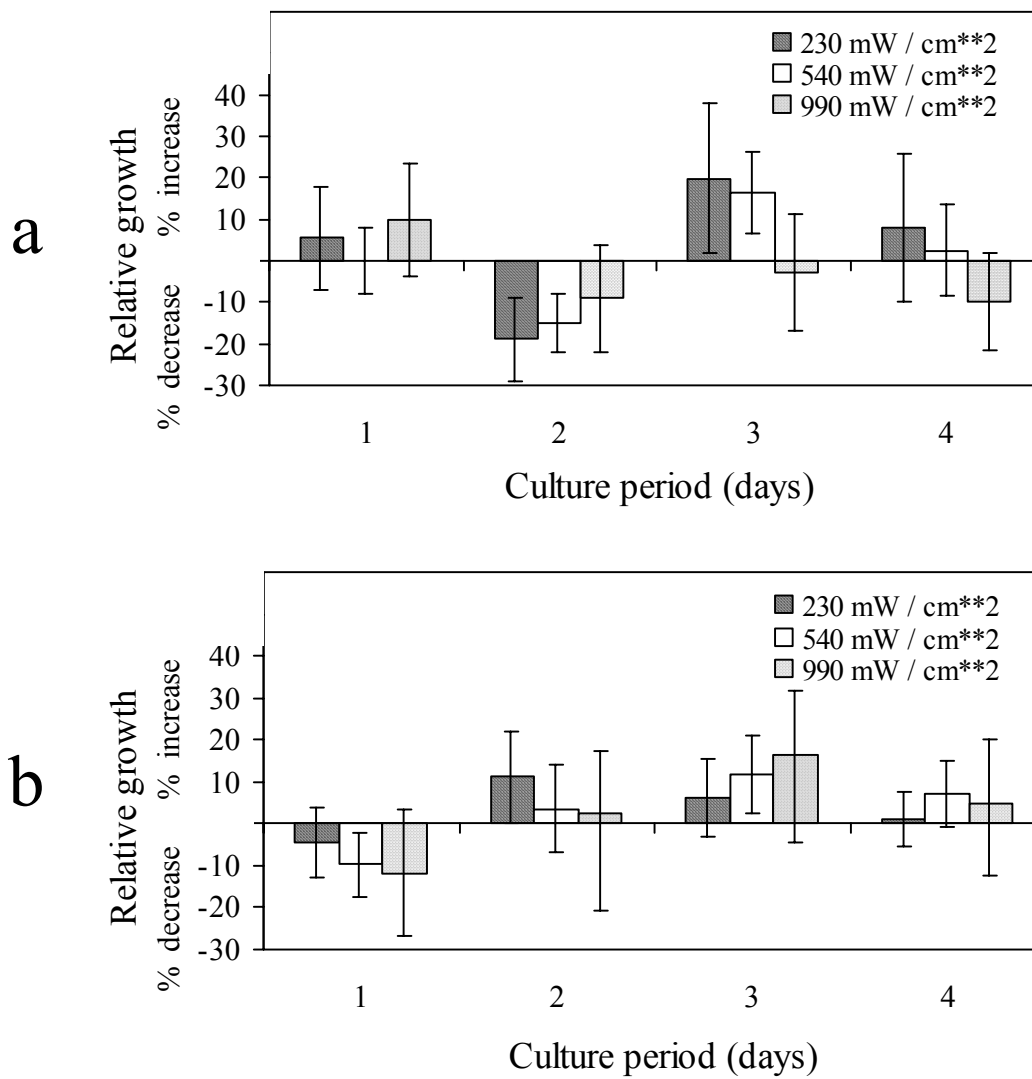 a
230 mW / cm**2
540 mW / cm**2
990 mW / cm**2
Relative growth
% decrease % increase
40
30
20
10
-10
-20
-30
1 2 3 4
Culture period (days)
b
230 mW / cm**2
540 mW / cm**2
990 mW / cm**2
Relative growth
% decrease % increase
40
30
20
10
-10
-20
-30
1 2 3 4
Culture period (days)